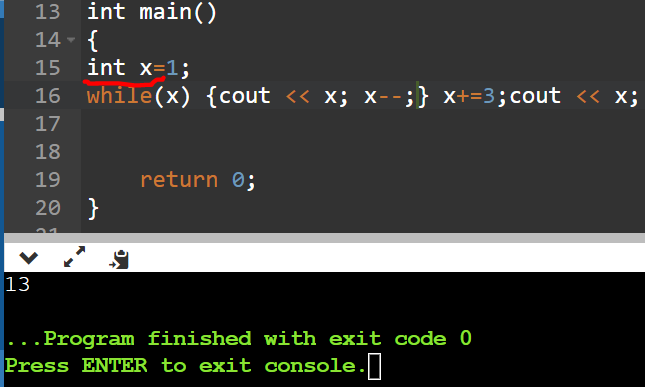 13 int main()
14 {
15 int x=1;
16 while(x) {cout << x; x--;} x+=3;cout << x;
17
18
19 return 0;
20 }
21
13
...Program finished with exit code 0
Press ENTER to exit console.